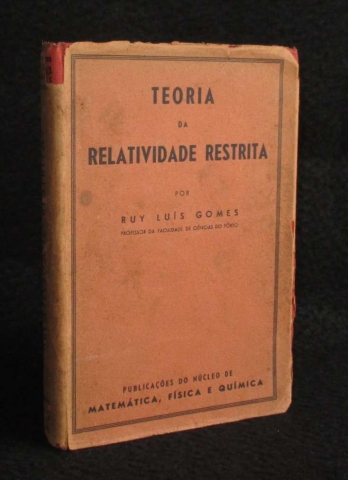 TEORIA
DA
RELATIVIDADE RESTRITA
POR
RUY LUÍS GOMES
PROFESSOR DA FACULDADE DE CIÊNCIAS DO PÔRTO
PUBLICAÇÕES DO NÚCLEO DE
MATEMÁTICA, FÍSICA E QUÍMICA